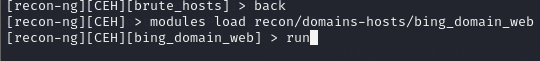 [recon-ng][CEH][brute_hosts] > back
[recon-ng][CEH] > modules load recon/domains-hosts/bing_domain_web
[recon-ng][CEH][bing_domain_web] > run